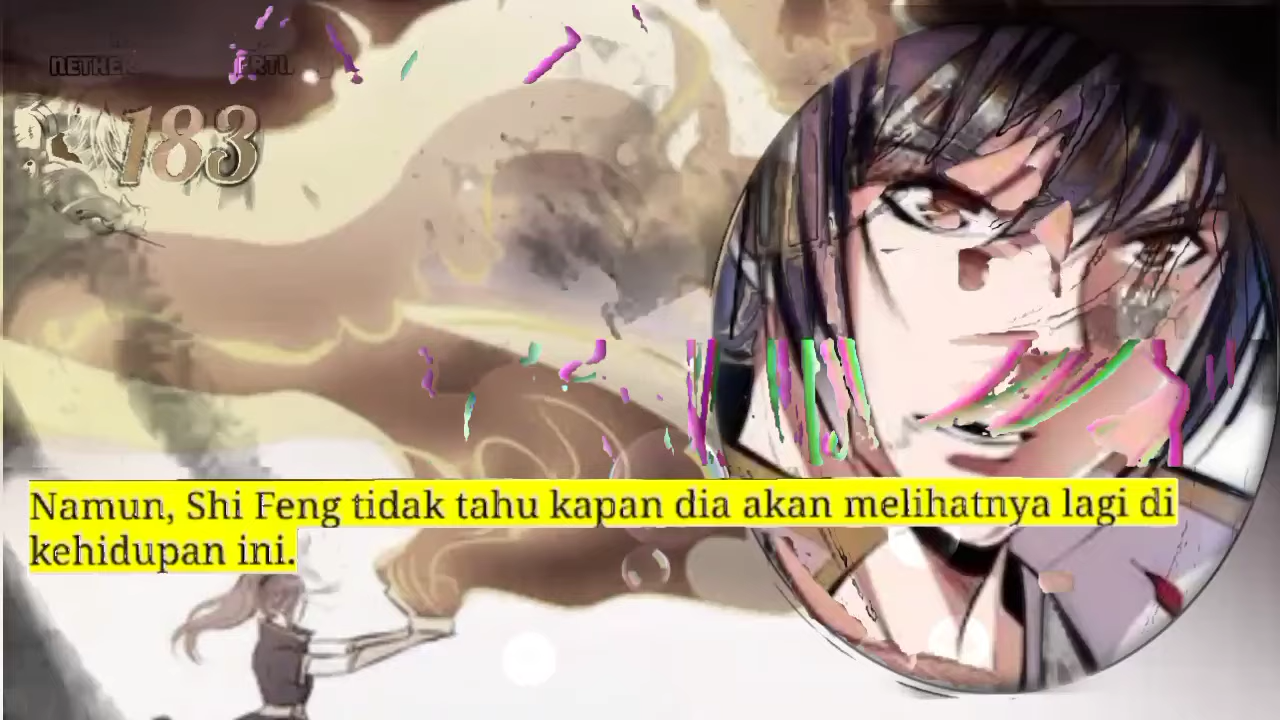 183
Namun, Shi Feng tidak tahu kapan dia akan melihatnya lagi di
kehidupan ini.